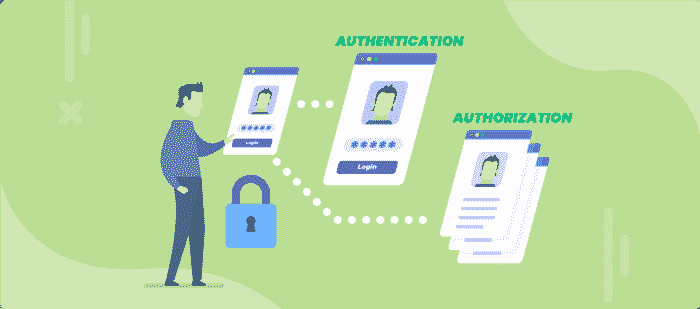 AUTHENTICATION
*****
Login
*****
Login
AUTHORIZATION